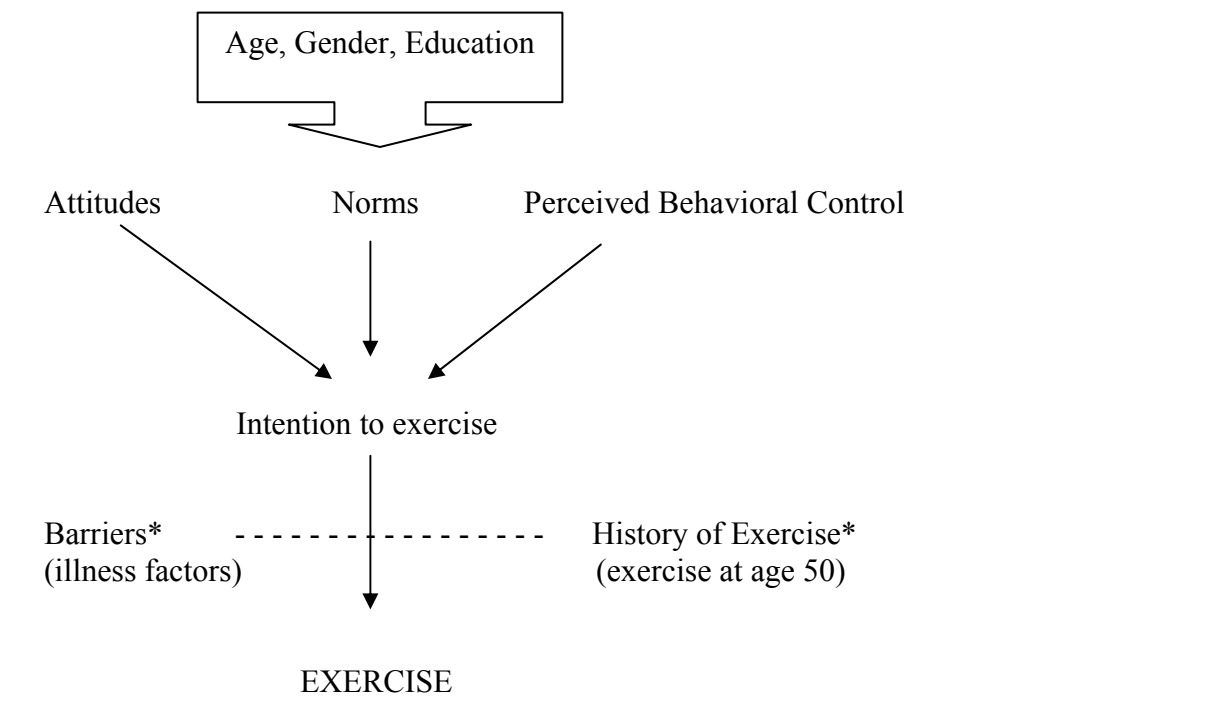 Age, Gender, Education
Attitudes Norms Perceived Behavioral Control
Intention to exercise
Barriers* History of Exercise*
(illness factors) (exercise at age 50)
EXERCISE